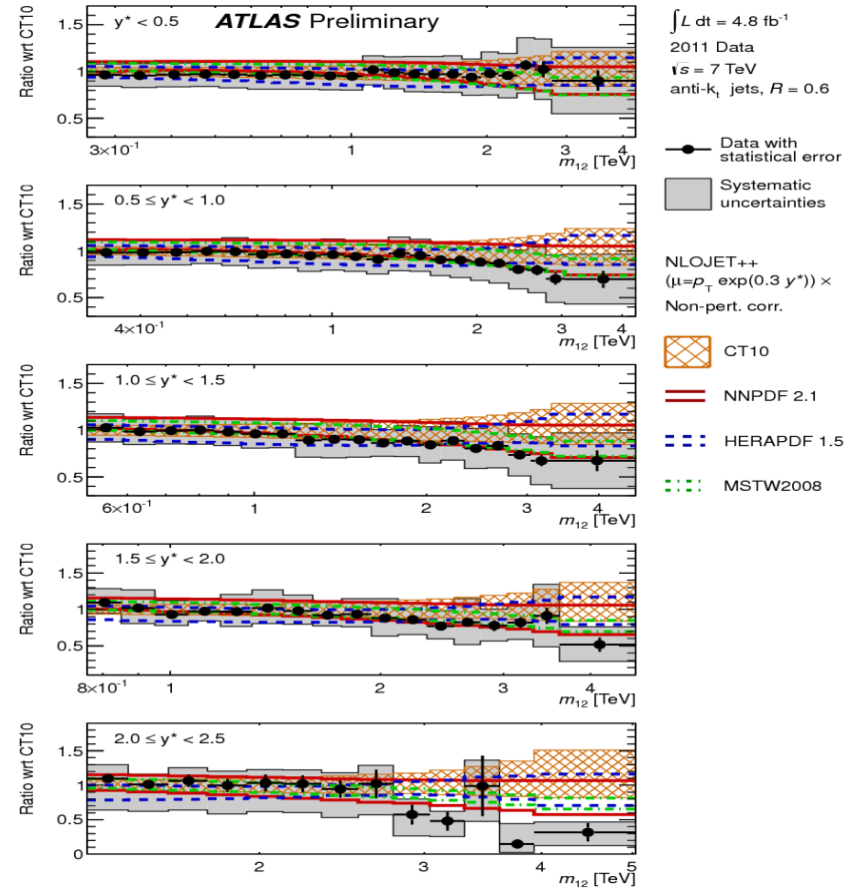 y* < 0.5 ATLAS Preliminary
Ratio wrt CT10
1.5
1
0.5
3×10⁻¹ 1 2 3 4
m₁₂ [TeV]
0.5 ≤ y* < 1.0
Ratio wrt CT10
1.5
1
0.5
4×10⁻¹ 1 2 3 4
m₁₂ [TeV]
1.0 ≤ y* < 1.5
Ratio wrt CT10
1.5
1
0.5
6×10⁻¹ 1 2 3 4
m₁₂ [TeV]
1.5 ≤ y* < 2.0
Ratio wrt CT10
1.5
1
0.5
8×10⁻¹ 1 2 3 4
m₁₂ [TeV]
2.0 ≤ y* < 2.5
Ratio wrt CT10
1.5
1
0.5
0
2 3 4 5
m₁₂ [TeV]
∫ L dt = 4.8 fb⁻¹
2011 Data
√s = 7 TeV
anti-kₜ jets, R = 0.6
Data with
statistical error
Systematic
uncertainties
NLOJET++
(μ=p_T exp(0.3 y*)) ×
Non-pert. corr.
CT10
NNPDF 2.1
HERAPDF 1.5
MSTW2008